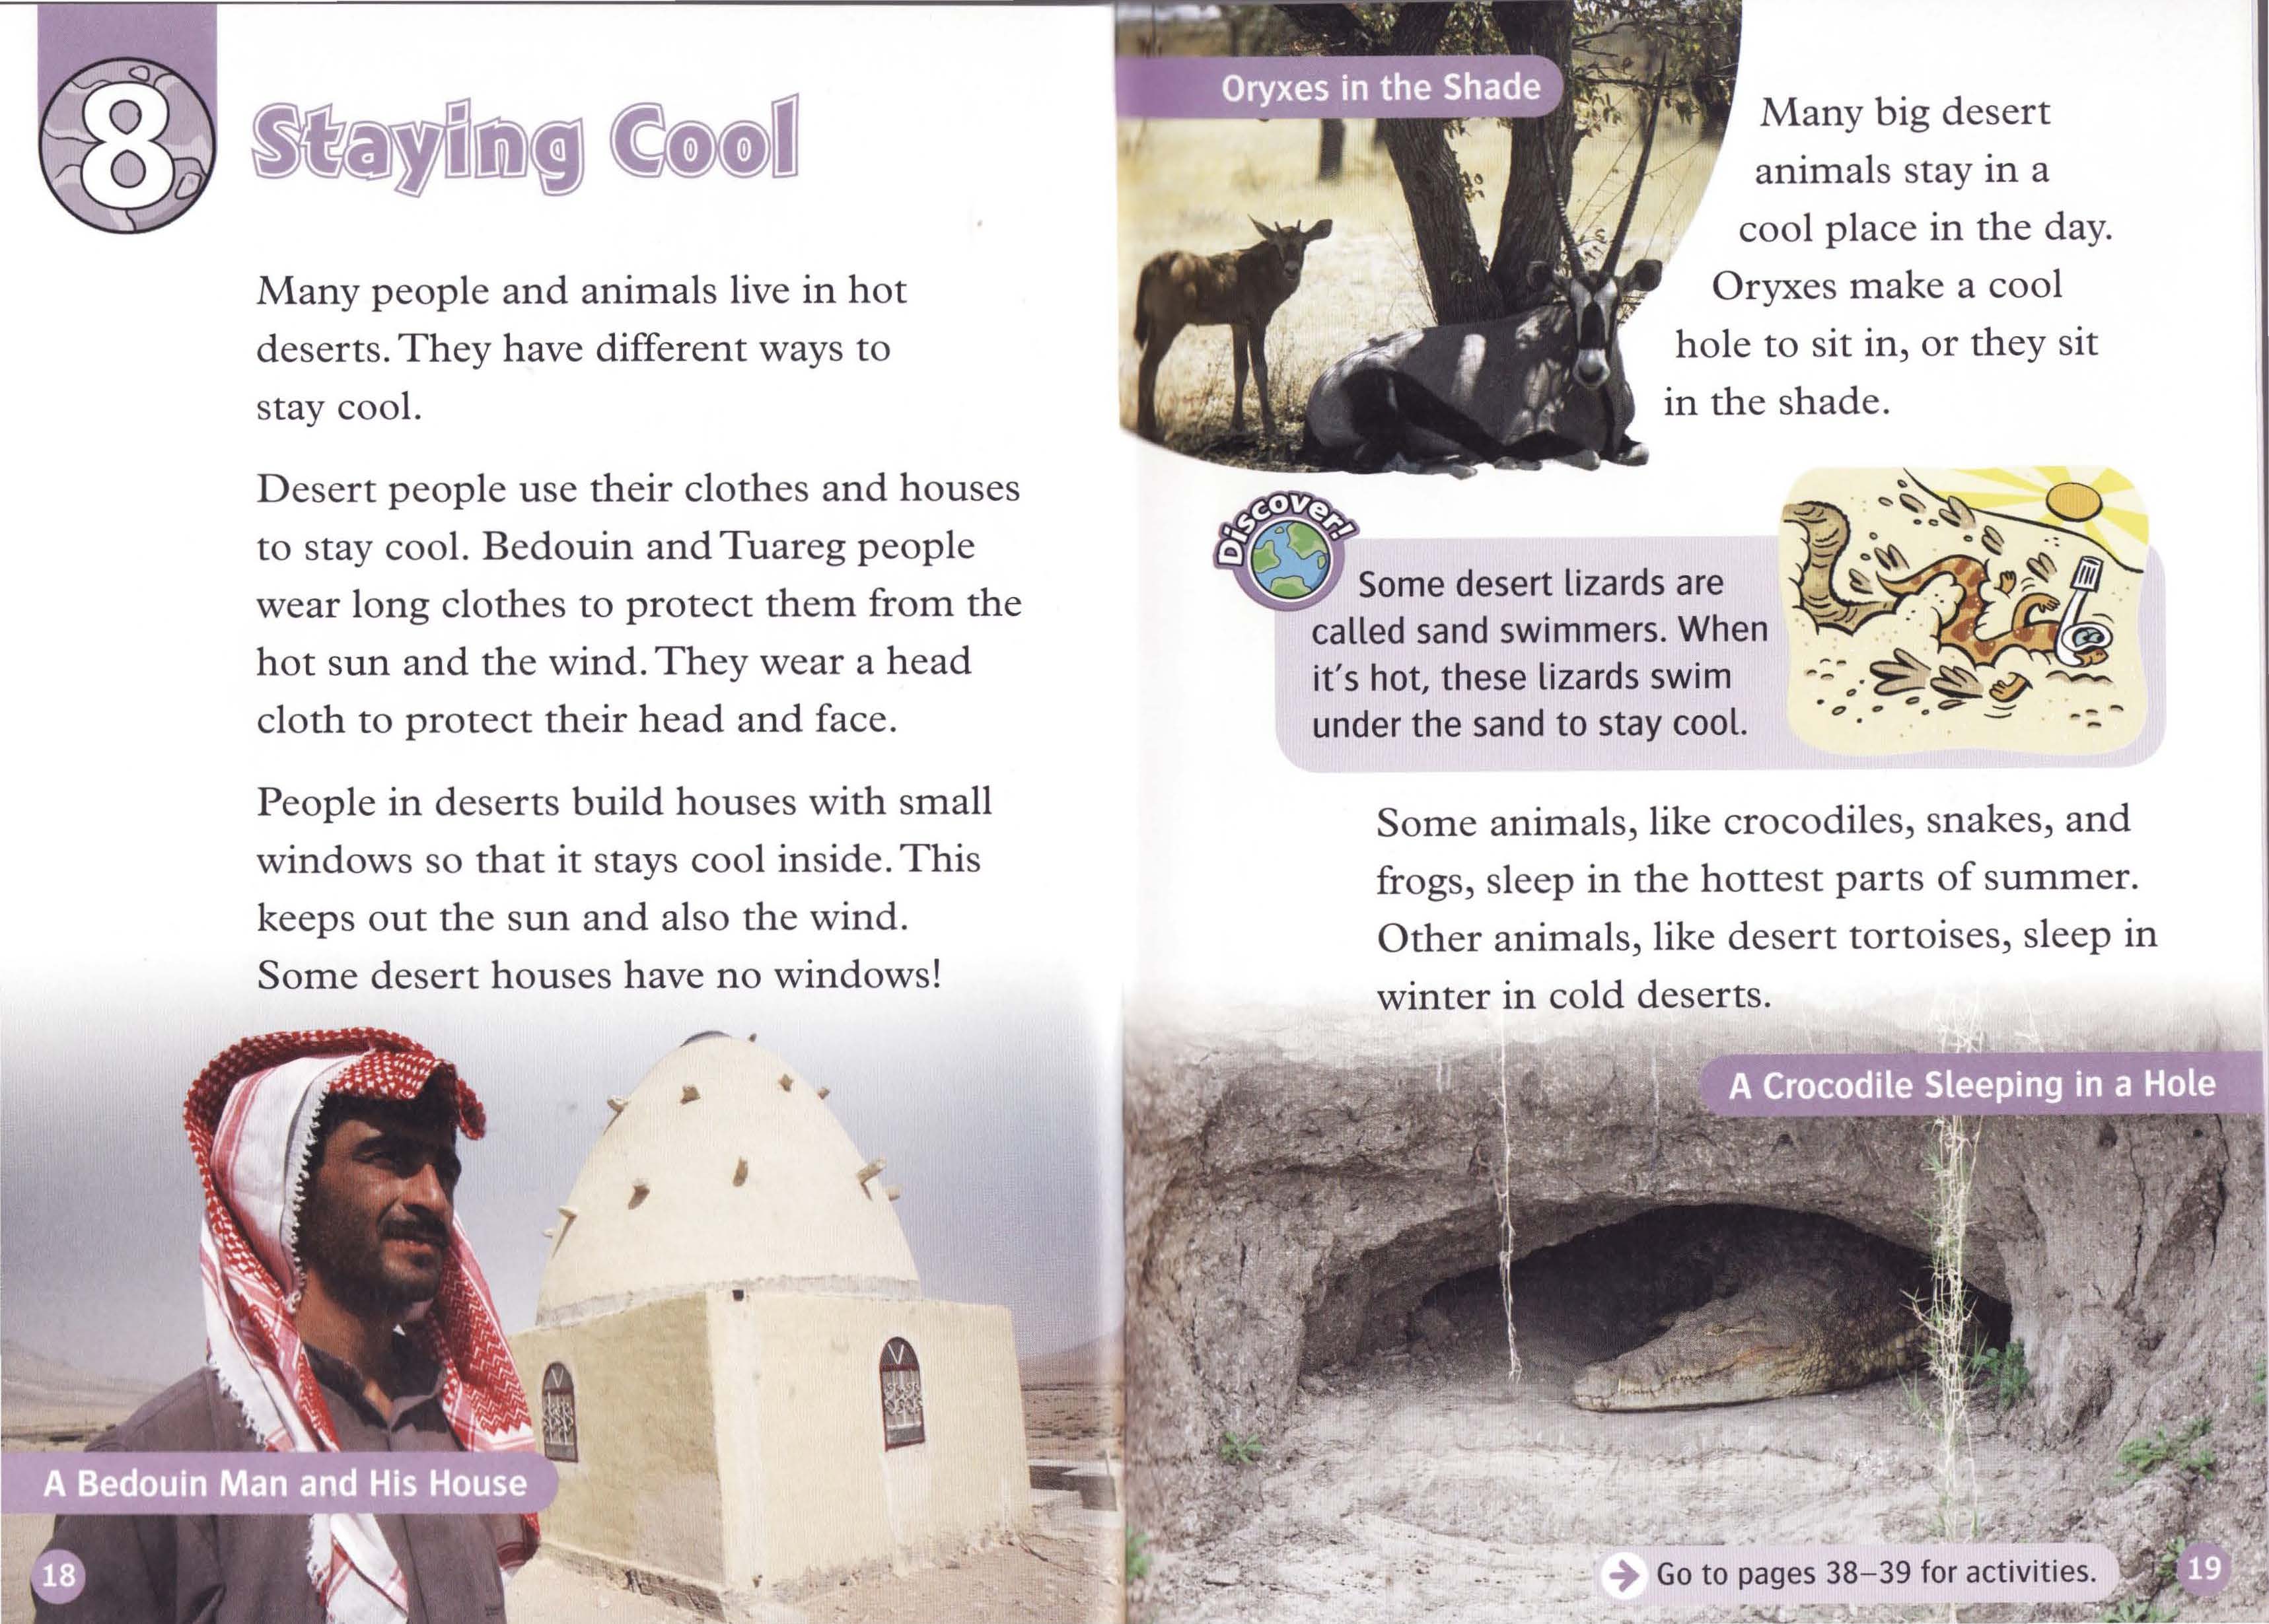 8
Staying Cool
Many people and animals live in hot
deserts. They have different ways to
stay cool.
Desert people use their clothes and houses
to stay cool. Bedouin and Tuareg people
wear long clothes to protect them from the
hot sun and the wind. They wear a head
cloth to protect their head and face.
People in deserts build houses with small
windows so that it stays cool inside. This
keeps out the sun and also the wind.
Some desert houses have no windows!
A Bedouin Man and His House
18
Oryxes in the Shade
Many big desert
animals stay in a
cool place in the day.
Oryxes make a cool
hole to sit in, or they sit
in the shade.
Discover!
Some desert lizards are
called sand swimmers. When
it's hot, these lizards swim
under the sand to stay cool.
Some animals, like crocodiles, snakes, and
frogs, sleep in the hottest parts of summer.
Other animals, like desert tortoises, sleep in
winter in cold deserts.
A Crocodile Sleeping in a Hole
Go to pages 38–39 for activities.
19